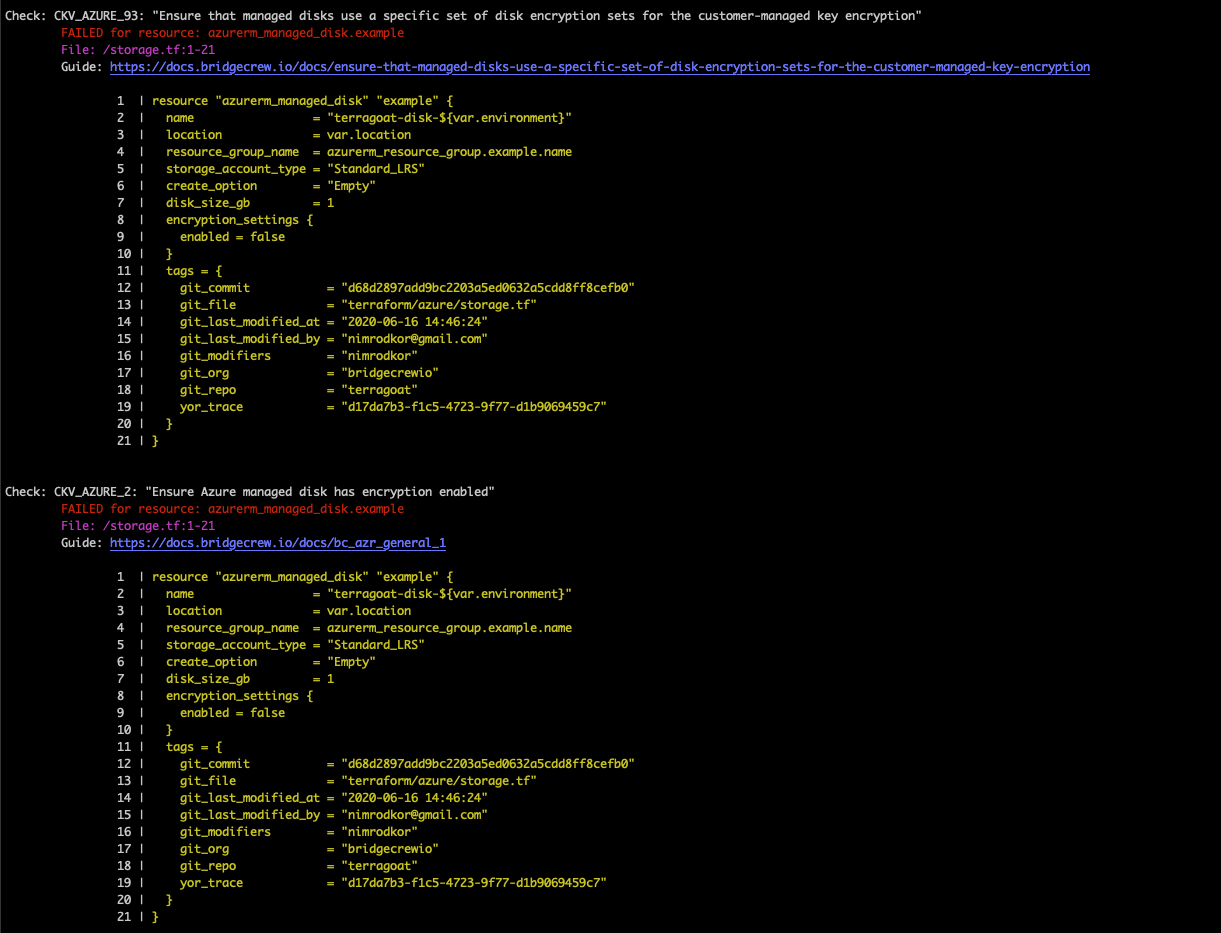 Check: CKV_AZURE_93: "Ensure that managed disks use a specific set of disk encryption sets for the customer-managed key encryption"
FAILED for resource: azurerm_managed_disk.example
File: /storage.tf:1-21
Guide: https://docs.bridgecrew.io/docs/ensure-that-managed-disks-use-a-specific-set-of-disk-encryption-sets-for-the-customer-managed-key-encryption
1 | resource "azurerm_managed_disk" "example" {
2 |   name                 = "terragoat-disk-${var.environment}"
3 |   location             = var.location
4 |   resource_group_name  = azurerm_resource_group.example.name
5 |   storage_account_type = "Standard_LRS"
6 |   create_option        = "Empty"
7 |   disk_size_gb         = 1
8 |   encryption_settings {
9 |     enabled = false
10 |   }
11 |   tags = {
12 |     git_commit           = "d68d2897add9bc2203a5ed0632a5cdd8ff8cefb0"
13 |     git_file             = "terraform/azure/storage.tf"
14 |     git_last_modified_at = "2020-06-16 14:46:24"
15 |     git_last_modified_by = "nimrodkor@gmail.com"
16 |     git_modifiers        = "nimrodkor"
17 |     git_org              = "bridgecrewio"
18 |     git_repo             = "terragoat"
19 |     yor_trace            = "d17da7b3-f1c5-4723-9f77-d1b9069459c7"
20 |   }
21 | }
Check: CKV_AZURE_2: "Ensure Azure managed disk has encryption enabled"
FAILED for resource: azurerm_managed_disk.example
File: /storage.tf:1-21
Guide: https://docs.bridgecrew.io/docs/bc_azr_general_1
1 | resource "azurerm_managed_disk" "example" {
2 |   name                 = "terragoat-disk-${var.environment}"
3 |   location             = var.location
4 |   resource_group_name  = azurerm_resource_group.example.name
5 |   storage_account_type = "Standard_LRS"
6 |   create_option        = "Empty"
7 |   disk_size_gb         = 1
8 |   encryption_settings {
9 |     enabled = false
10 |   }
11 |   tags = {
12 |     git_commit           = "d68d2897add9bc2203a5ed0632a5cdd8ff8cefb0"
13 |     git_file             = "terraform/azure/storage.tf"
14 |     git_last_modified_at = "2020-06-16 14:46:24"
15 |     git_last_modified_by = "nimrodkor@gmail.com"
16 |     git_modifiers        = "nimrodkor"
17 |     git_org              = "bridgecrewio"
18 |     git_repo             = "terragoat"
19 |     yor_trace            = "d17da7b3-f1c5-4723-9f77-d1b9069459c7"
20 |   }
21 | }